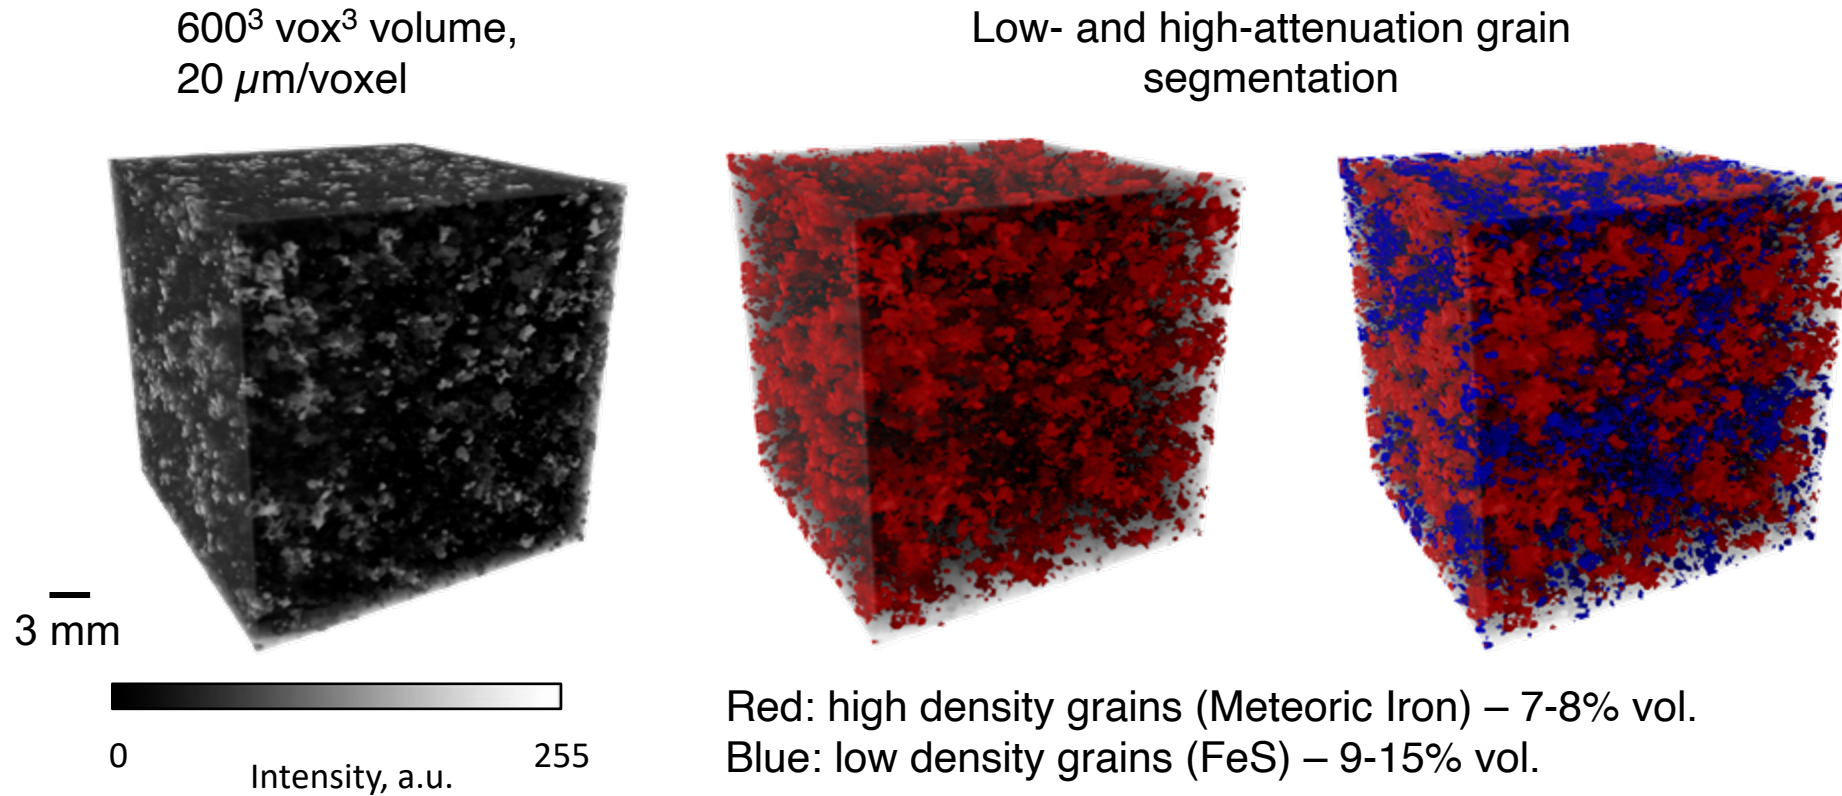 600³ vox³ volume,
20 µm/voxel
Low- and high-attenuation grain
segmentation
3 mm
0
255
Intensity, a.u.
Red: high density grains (Meteoric Iron) – 7-8% vol.
Blue: low density grains (FeS) – 9-15% vol.